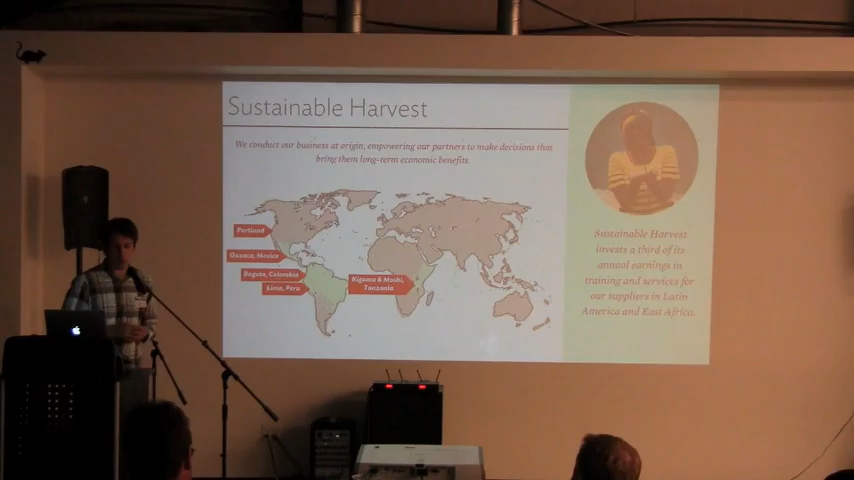 Sustainable Harvest
We conduct our business at origin, empowering our partners to make decisions that
bring them long-term economic benefits.
Portland
Oaxaca, Mexico
Bogota, Colombia
Lima, Peru
Kigoma & Moshi,
Tanzania
Sustainable Harvest
invests a third of its
annual earnings in
training and services for
our suppliers in Latin
America and East Africa.